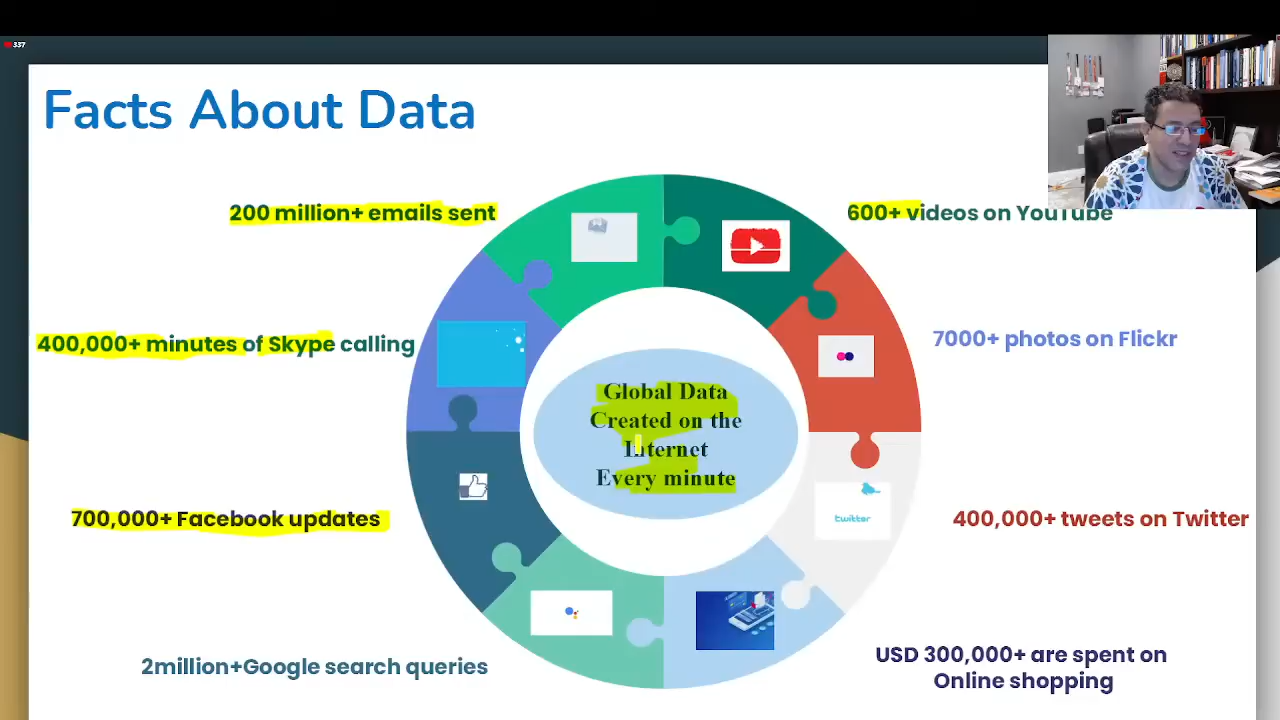 337
Facts About Data
200 million+ emails sent
600+ videos on YouTube
400,000+ minutes of Skype calling
7000+ photos on Flickr
Global Data
Created on the
Internet
Every minute
700,000+ Facebook updates
twitter
400,000+ tweets on Twitter
2million+Google search queries
USD 300,000+ are spent on
Online shopping